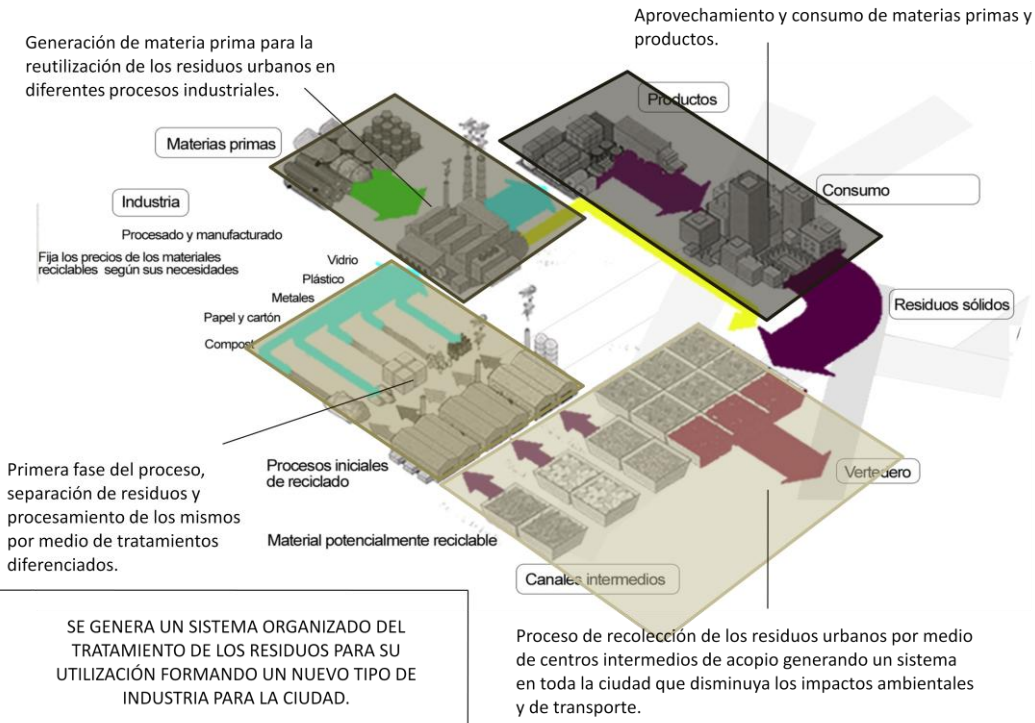 Aprovechamiento y consumo de materias primas y
productos.
Generación de materia prima para la
reutilización de los residuos urbanos en
diferentes procesos industriales.
Productos
Materias primas
Consumo
Industria
Procesado y manufacturado
Fija los precios de los materiales
reciclables según sus necesidades
Vidrio
Plástico
Metales
Papel y cartón
Compost
Residuos sólidos
Primera fase del proceso,
separación de residuos y
procesamiento de los mismos
por medio de tratamientos
diferenciados.
Procesos iniciales
de reciclado
Vertedero
Material potencialmente reciclable
Canales intermedios
SE GENERA UN SISTEMA ORGANIZADO DEL
TRATAMIENTO DE LOS RESIDUOS PARA SU
UTILIZACIÓN FORMANDO UN NUEVO TIPO DE
INDUSTRIA PARA LA CIUDAD.
Proceso de recolección de los residuos urbanos por medio
de centros intermedios de acopio generando un sistema
en toda la ciudad que disminuya los impactos ambientales
y de transporte.